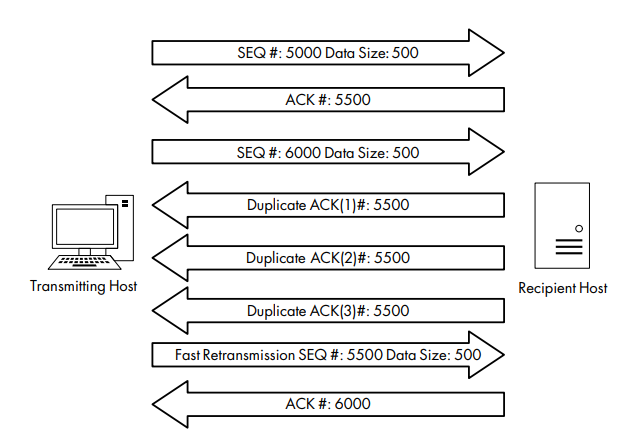 SEQ #: 5000 Data Size: 500
ACK #: 5500
SEQ #: 6000 Data Size: 500
Duplicate ACK(1)#: 5500
Duplicate ACK(2)#: 5500
Transmitting Host
Recipient Host
Duplicate ACK(3)#: 5500
Fast Retransmission SEQ #: 5500 Data Size: 500
ACK #: 6000